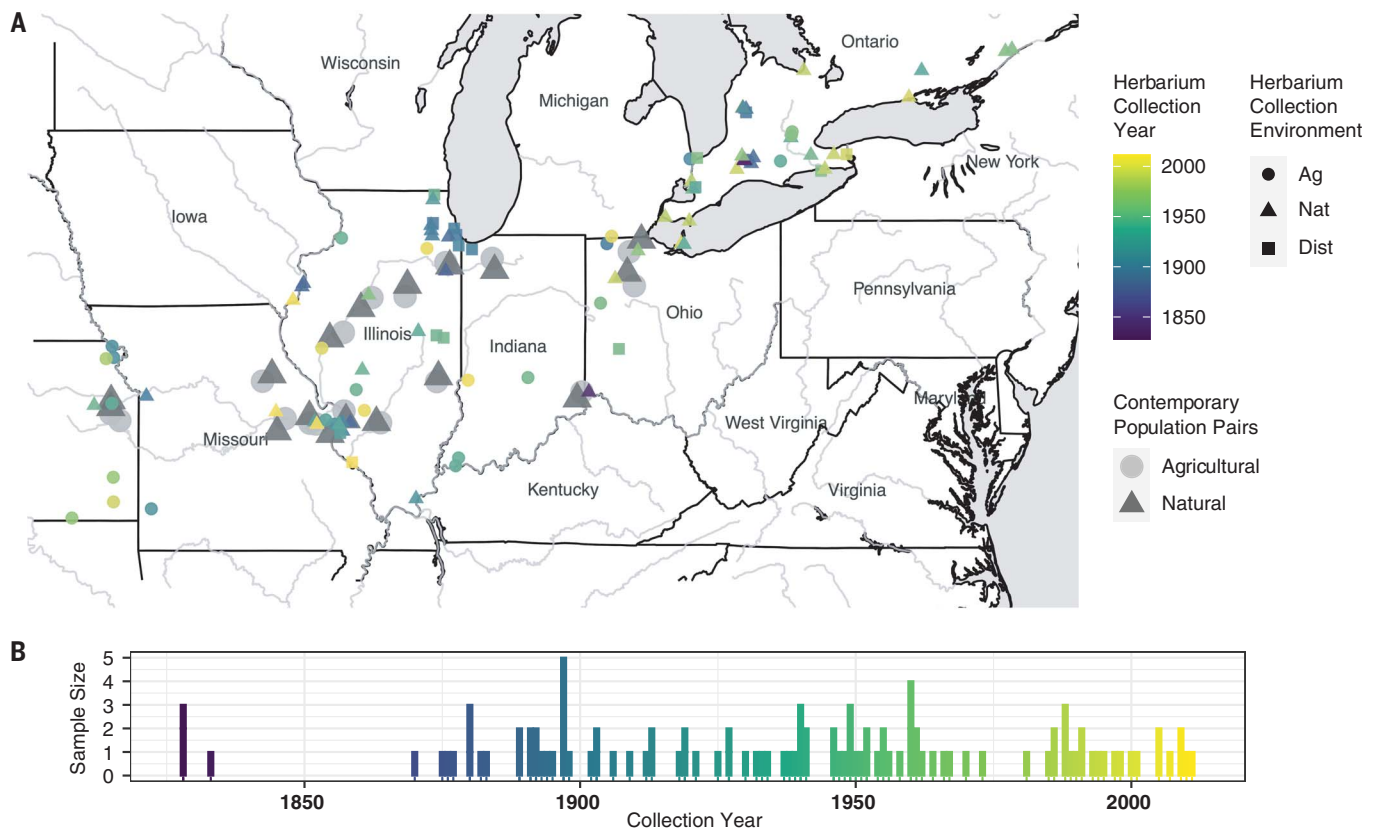 A
Wisconsin
Michigan
Ontario
New York
Iowa
Pennsylvania
Ohio
Illinois
Indiana
Maryland
Missouri
West Virginia
Kentucky
Virginia
Herbarium
Collection
Year
2000
1950
1900
1850
Herbarium
Collection
Environment
Ag
Nat
Dist
Contemporary
Population Pairs
Agricultural
Natural
B
Sample Size
5
4
3
2
1
0
1850 1900 1950 2000
Collection Year